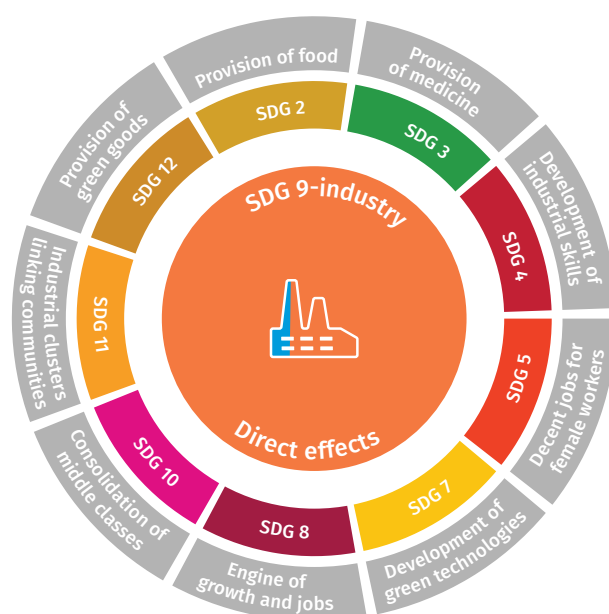 SDG 9-industry
Direct effects
Provision of food
SDG 2
Provision
of medicine
SDG 3
Development of
industrial skills
SDG 4
Decent jobs for
female workers
SDG 5
Development of
green technologies
SDG 7
Engine of
growth and jobs
SDG 8
Consolidation of
middle classes
SDG 10
Industrial clusters
linking communities
SDG 11
Provision of
green goods
SDG 12